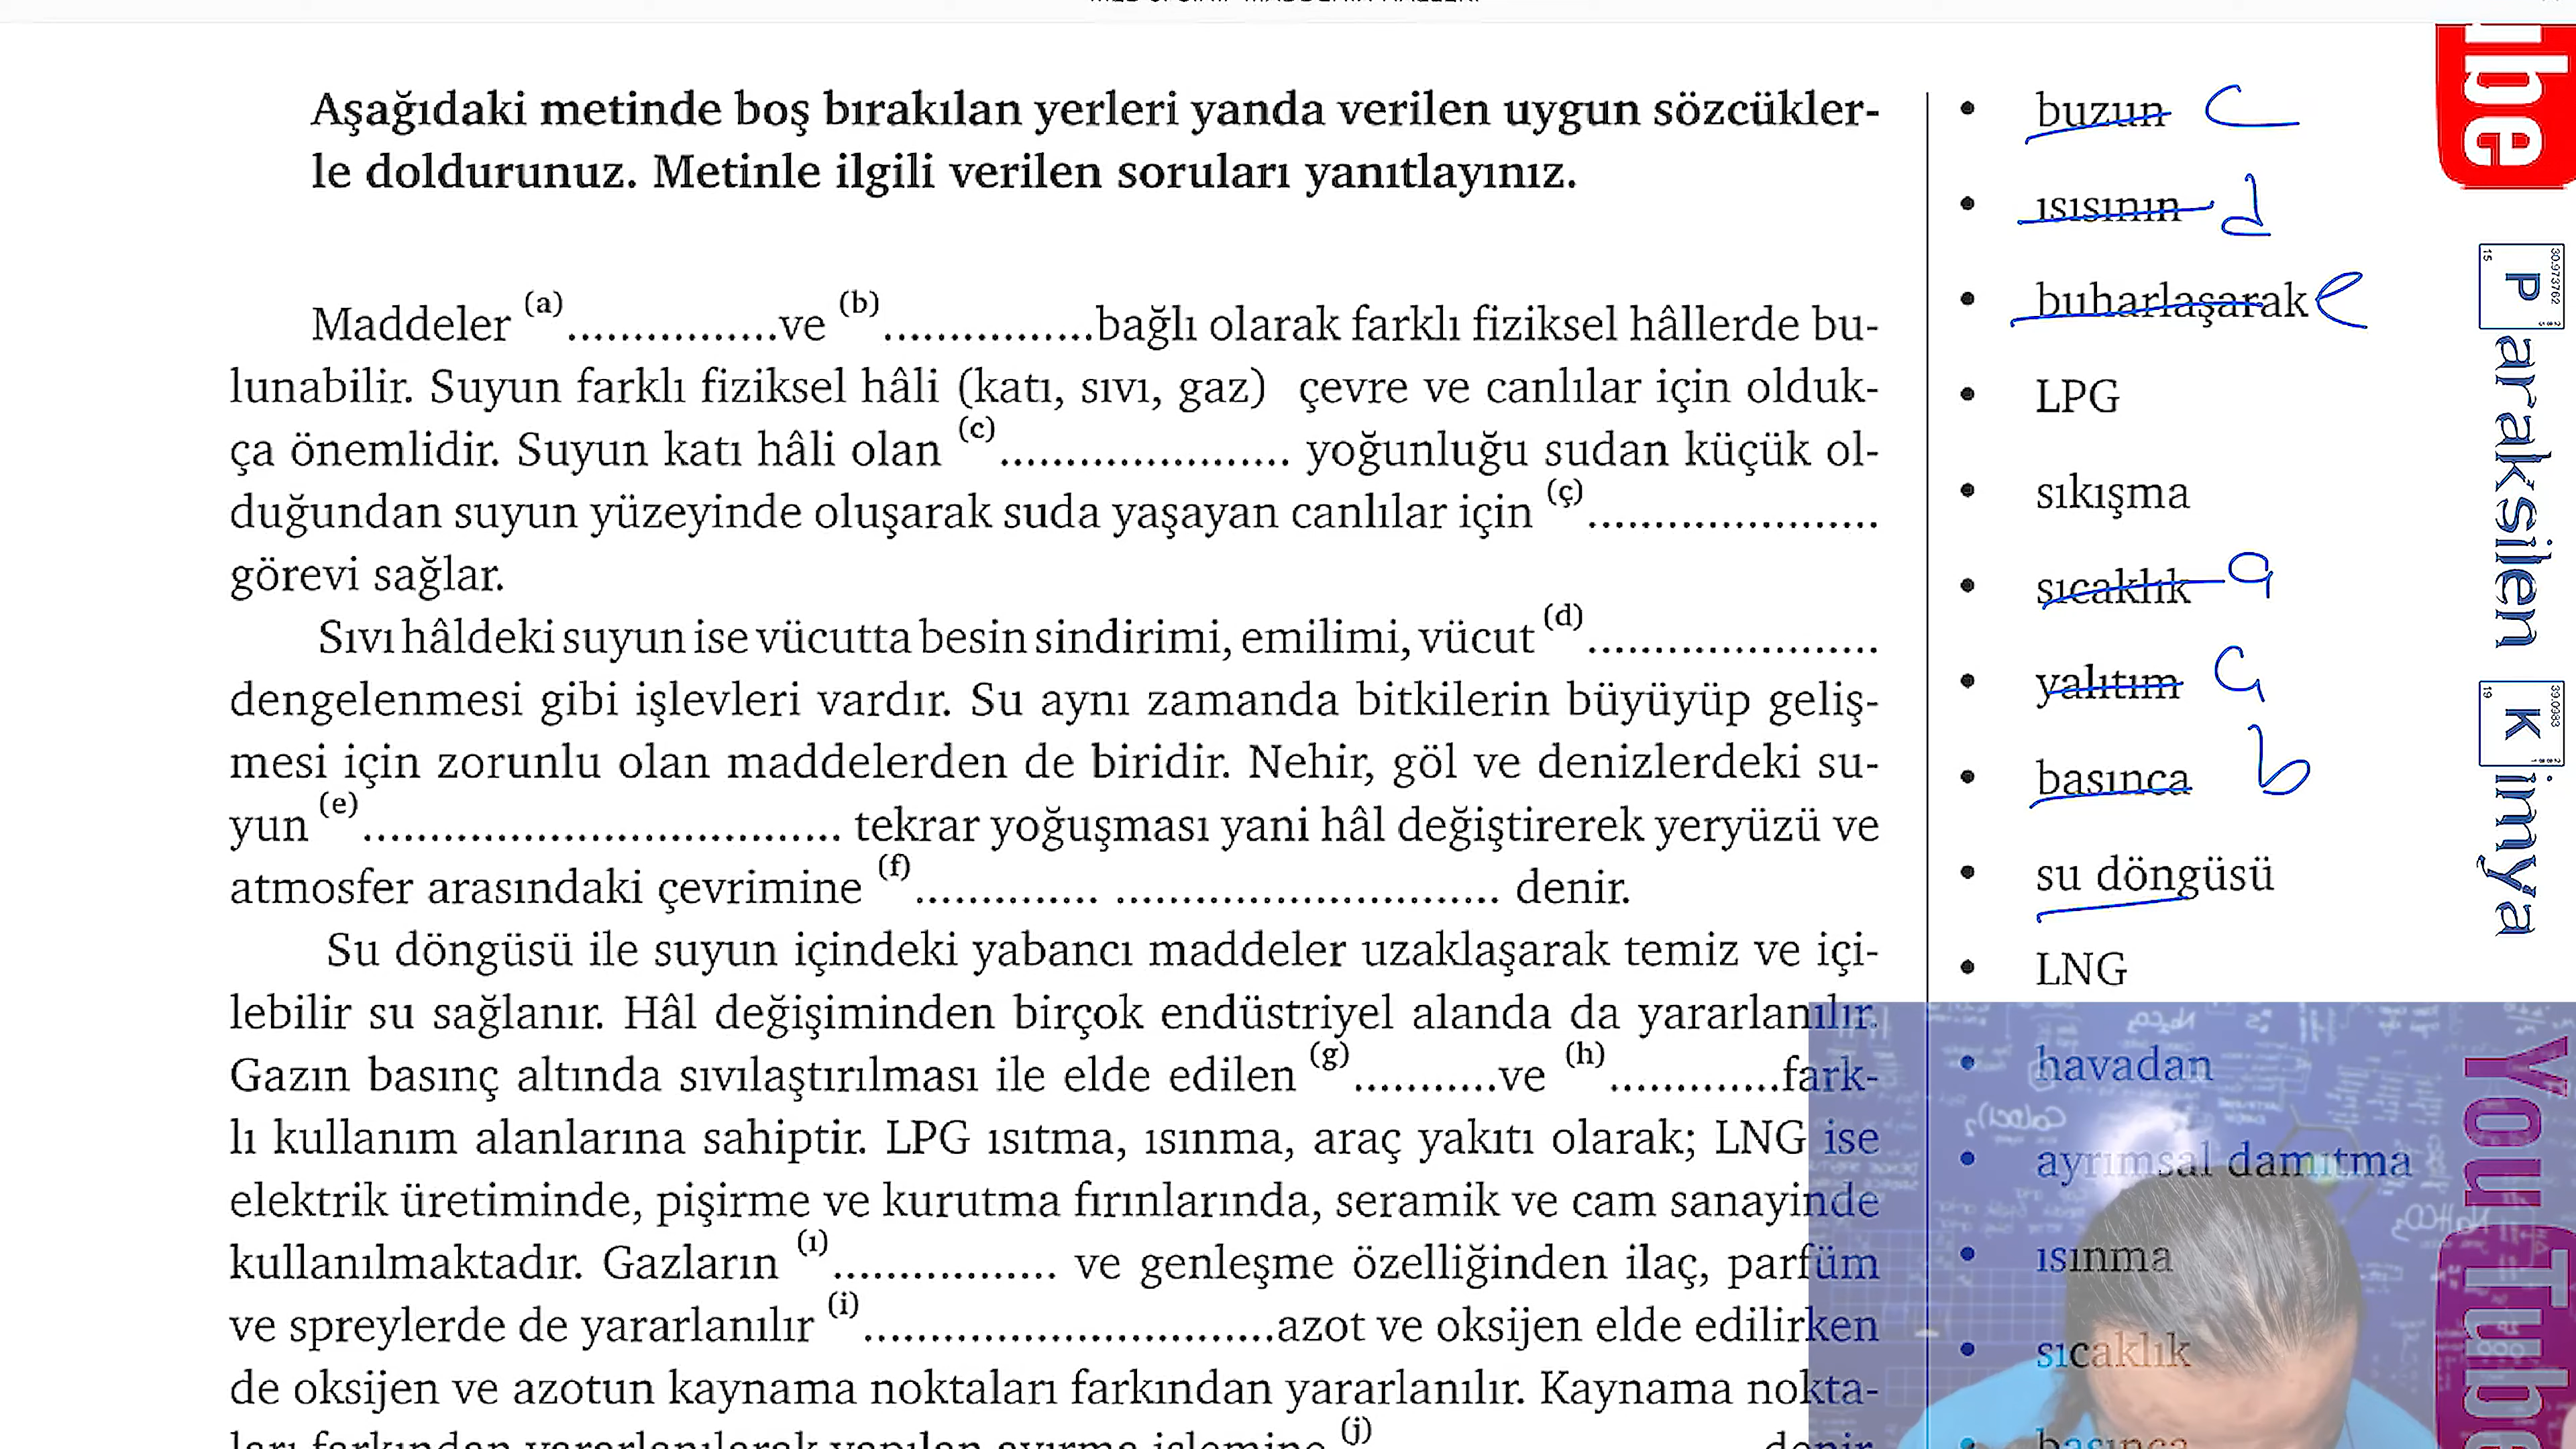 Aşağıdaki metinde boş bırakılan yerleri yanda verilen uygun sözcükler-
le doldurunuz. Metinle ilgili verilen soruları yanıtlayınız.
Maddeler (a)................ve (b)................bağlı olarak farklı fiziksel hâllerde bu-
lunabilir. Suyun farklı fiziksel hâli (katı, sıvı, gaz) çevre ve canlılar için olduk-
ça önemlidir. Suyun katı hâli olan (c)...................... yoğunluğu sudan küçük ol-
duğundan suyun yüzeyinde oluşarak suda yaşayan canlılar için (ç)......................
görevi sağlar.
Sıvı hâldeki suyun ise vücutta besin sindirimi, emilimi, vücut (d)......................
dengelenmesi gibi işlevleri vardır. Su aynı zamanda bitkilerin büyüyüp geliş-
mesi için zorunlu olan maddelerden de biridir. Nehir, göl ve denizlerdeki su-
yun (e).................................... tekrar yoğuşması yani hâl değiştirerek yeryüzü ve
atmosfer arasındaki çevrimine (f).............. ............................. denir.
Su döngüsü ile suyun içindeki yabancı maddeler uzaklaşarak temiz ve içi-
lebilir su sağlanır. Hâl değişiminden birçok endüstriyel alanda da yararlanılır.
Gazın basınç altında sıvılaştırılması ile elde edilen (g)...........ve (h).............fark-
lı kullanım alanlarına sahiptir. LPG ısıtma, ısınma, araç yakıtı olarak; LNG ise
elektrik üretiminde, pişirme ve kurutma fırınlarında, seramik ve cam sanayinde
kullanılmaktadır. Gazların (ı)................. ve genleşme özelliğinden ilaç, parfüm
ve spreylerde de yararlanılır (i)...............................azot ve oksijen elde edilirken
de oksijen ve azotun kaynama noktaları farkından yararlanılır. Kaynama nokta-
ları farkından yararlanılarak yapılan ayırma işlemine (j) denir
• buzun c
• ısısının d
• buharlaşarak e
• LPG
• sıkışma
• sıcaklık a
• yalıtım ç
• basınca b
• su döngüsü
• LNG
• havadan
• ayrımsal damıtma
• ısınma
• sıcaklık
• basınca
be
15 P 30.973762
araksilen
19 K 39.0983
imya
YouTube